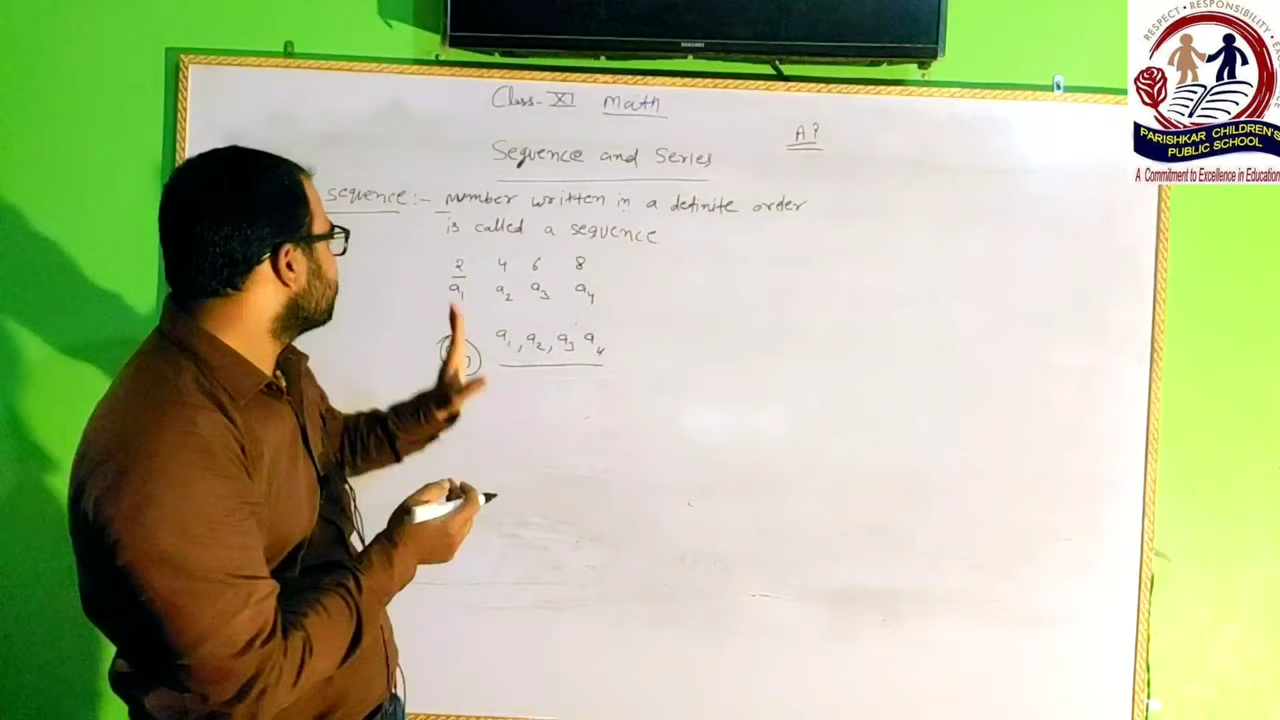 SAMSUNG
Class-XI Math
A?
Sequence and Series
Sequence:- number written in a definite order
is called a sequence
2 4 6 8
a₁ a₂ a₃ a₄
a₁, a₂, a₃ a₄
RESPECT • RESPONSIBILITY
PARISHKAR CHILDREN'S
PUBLIC SCHOOL
A Commitment to Excellence in Education